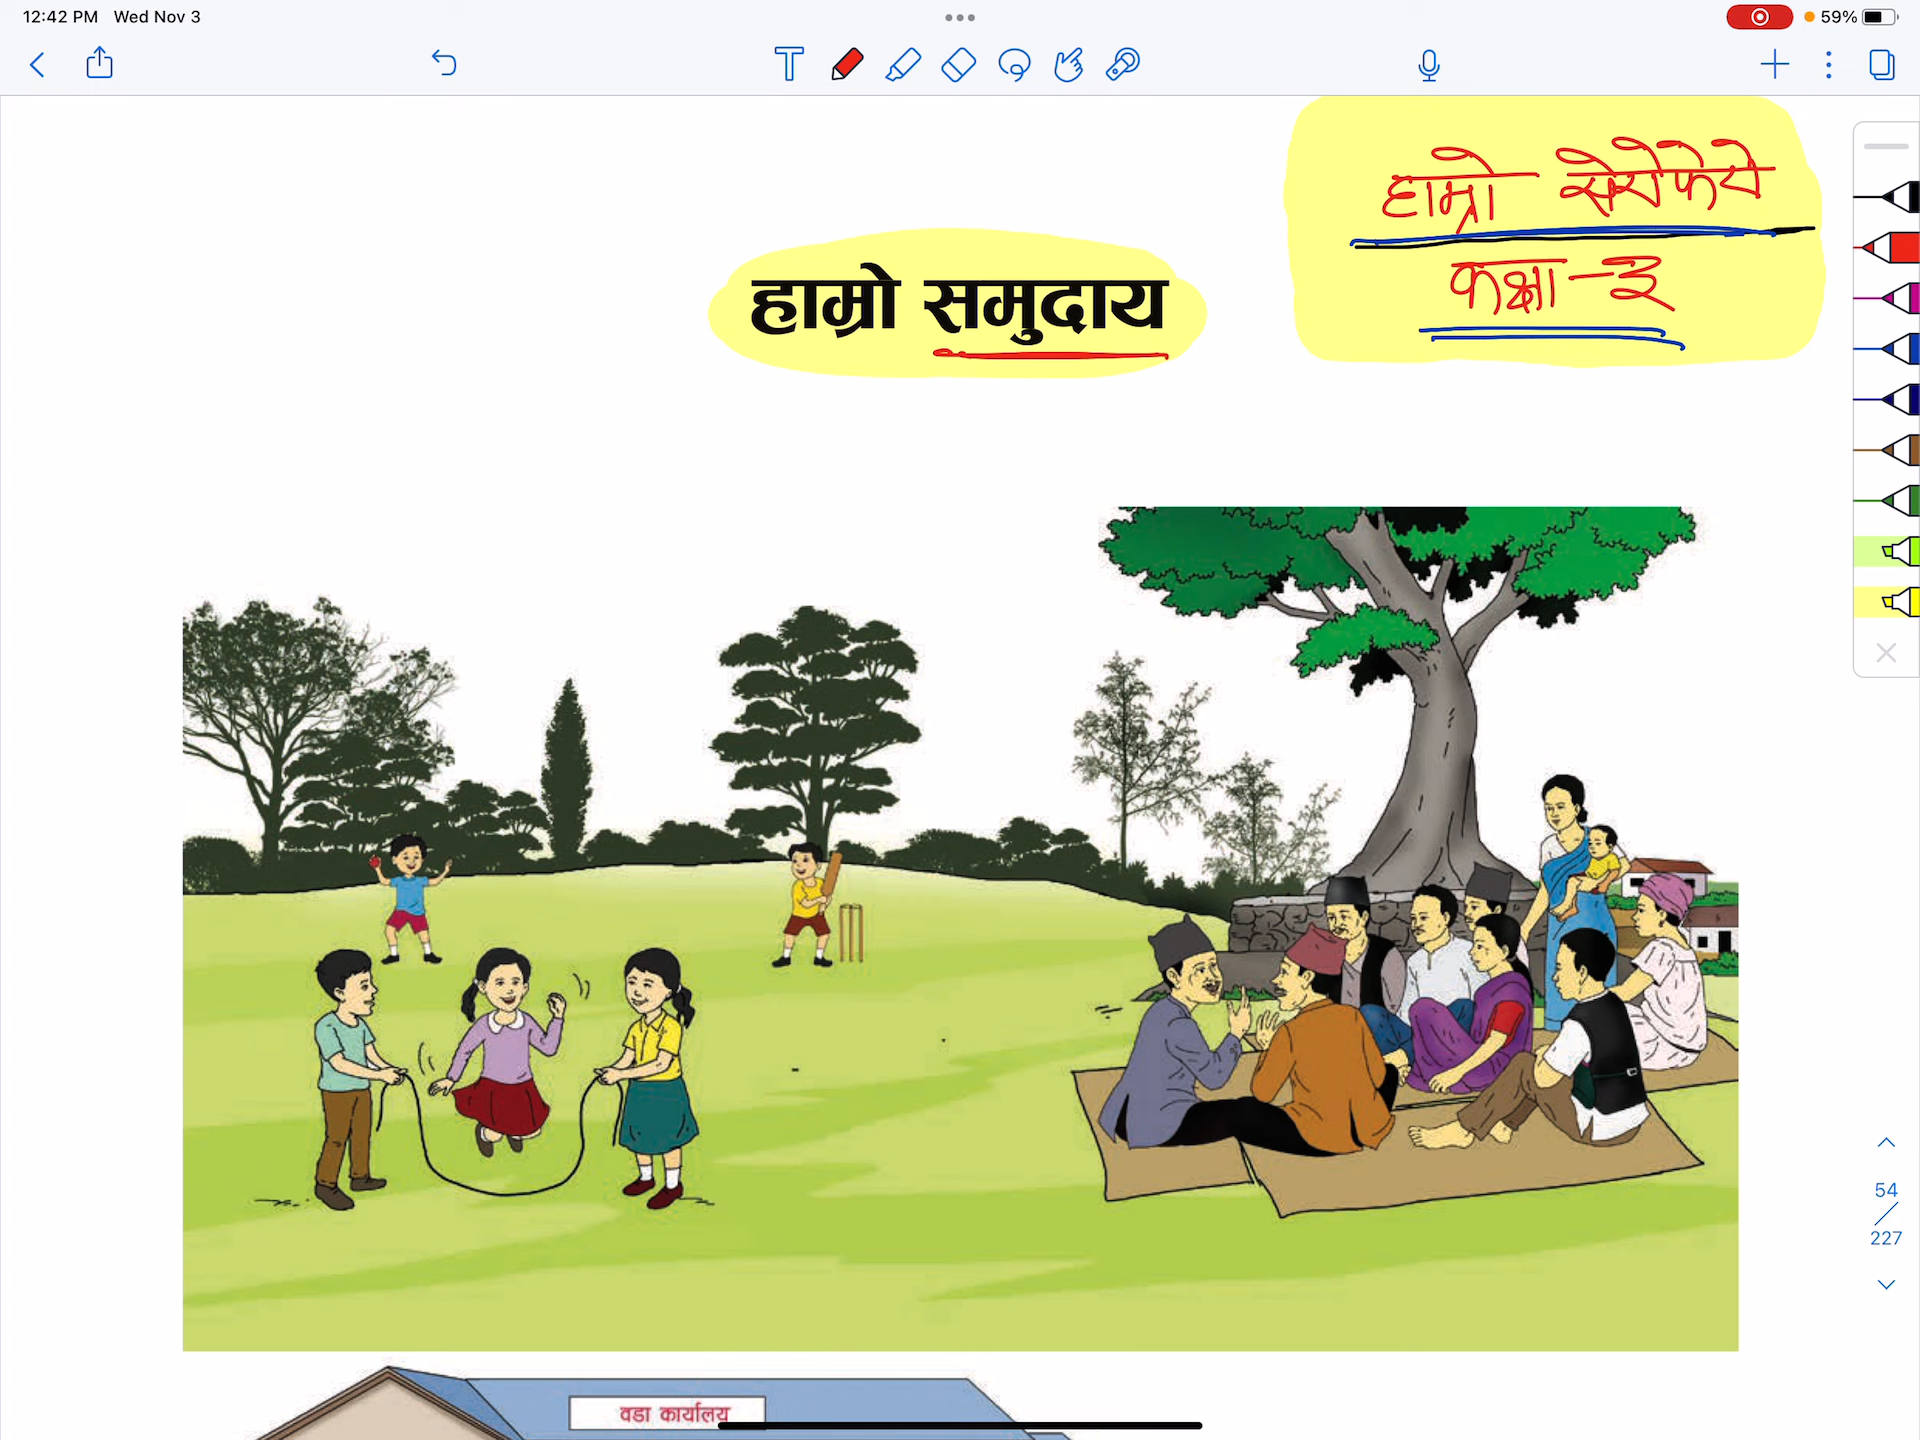 12:42 PM Wed Nov 3
59%
हाम्रो सेरोफेरो
कक्षा-३
हाम्रो समुदाय
54
227
वडा कार्यालय